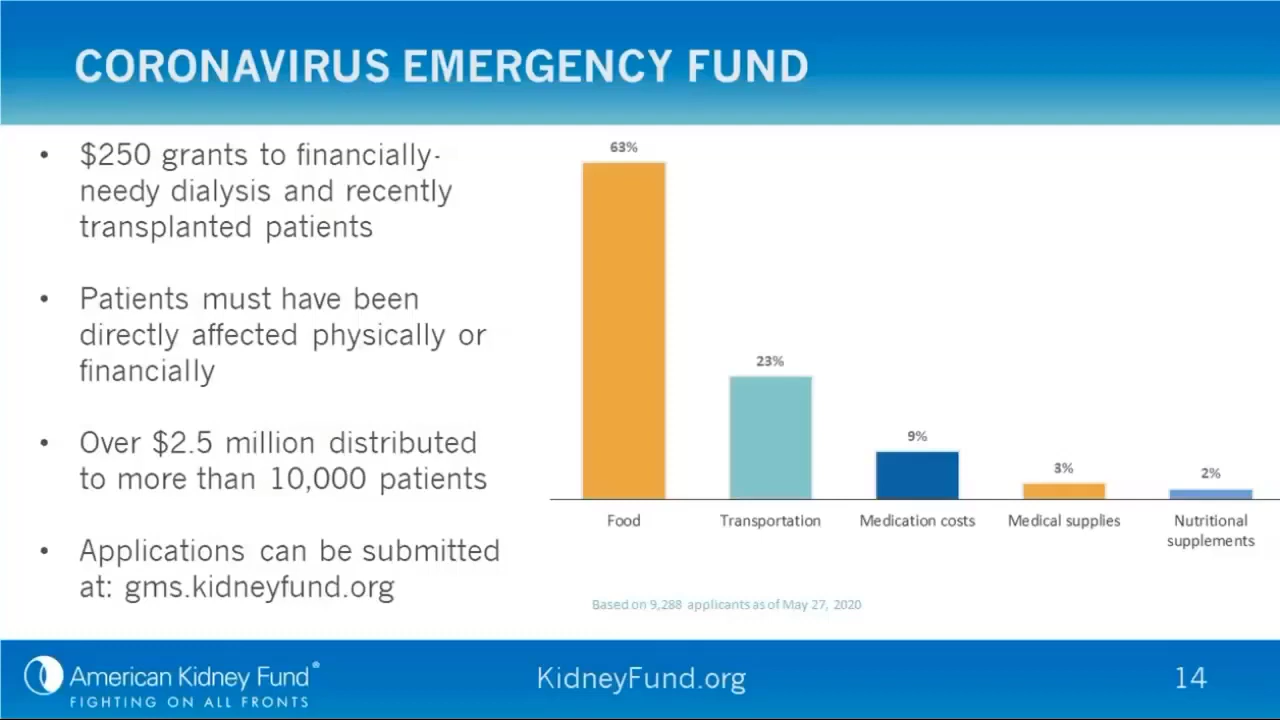 CORONAVIRUS EMERGENCY FUND
• $250 grants to financially-
needy dialysis and recently
transplanted patients
• Patients must have been
directly affected physically or
financially
• Over $2.5 million distributed
to more than 10,000 patients
• Applications can be submitted
at: gms.kidneyfund.org
63%
23%
9%
3%
2%
Food
Transportation
Medication costs
Medical supplies
Nutritional
supplements
Based on 9,288 applicants as of May 27, 2020
American Kidney Fund®
FIGHTING ON ALL FRONTS
KidneyFund.org
14